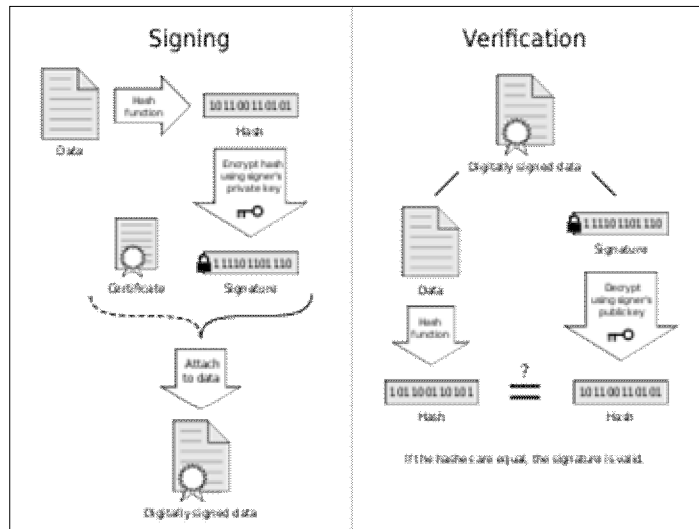 Signing
Hash
function
101100110101
Data
Hash
Encrypt hash
using signer's
private key
111101101110
Certificate
Signature
Attach
to data
Digitally signed data
Verification
Digitally signed data
111101101110
Signature
Data
Decrypt
using signer's
public key
Hash
function
?
=
101100110101
101100110101
Hash
Hash
If the hashes are equal, the signature is valid.